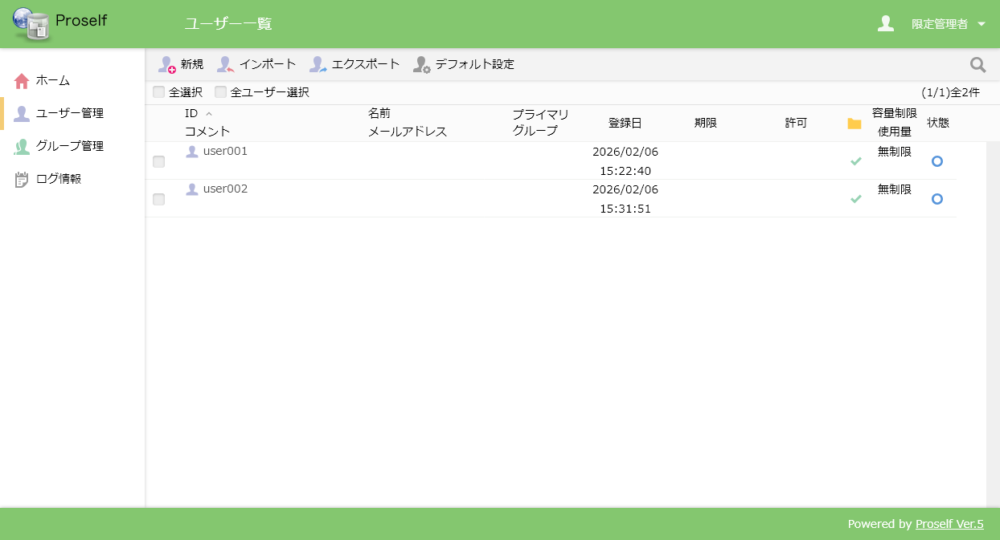 Proself
ユーザー一覧
限定管理者
ホーム
ユーザー管理
グループ管理
ログ情報
新規 インポート エクスポート デフォルト設定
全選択 全ユーザー選択 (1/1)全2件
ID 名前 プライマリ 登録日 期限 許可 容量制限 状態
コメント メールアドレス グループ 使用量
user001 2026/02/06 無制限
15:22:40
user002 2026/02/06 無制限
15:31:51
Powered by Proself Ver.5